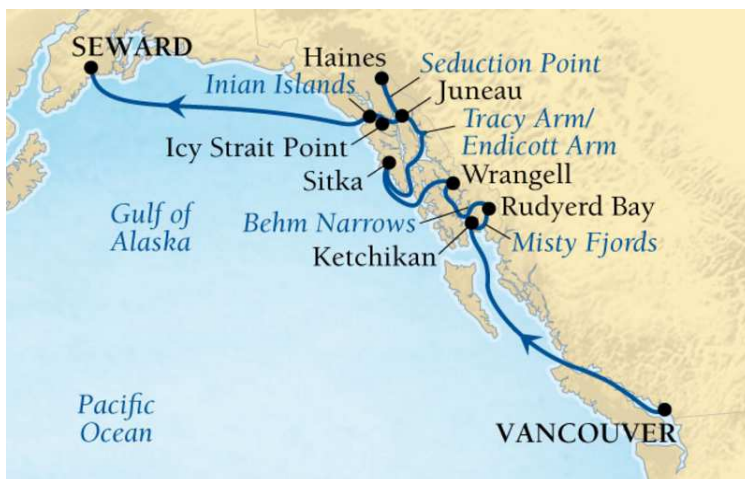 SEWARD
Haines
Seduction Point
Inian Islands
Juneau
Tracy Arm/
Endicott Arm
Icy Strait Point
Sitka
Wrangell
Rudyerd Bay
Gulf of
Alaska
Behm Narrows
Misty Fjords
Ketchikan
Pacific
Ocean
VANCOUVER